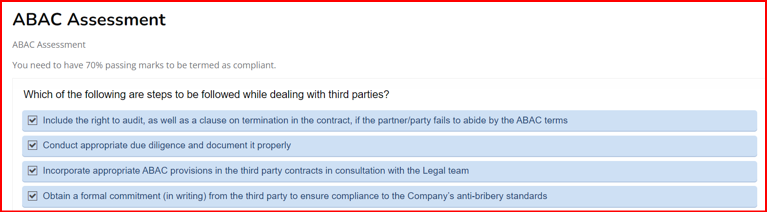 ABAC Assessment
ABAC Assessment
You need to have 70% passing marks to be termed as compliant.
Which of the following are steps to be followed while dealing with third parties?
Include the right to audit, as well as a clause on termination in the contract, if the partner/party fails to abide by the ABAC terms
Conduct appropriate due diligence and document it properly
Incorporate appropriate ABAC provisions in the third party contracts in consultation with the Legal team
Obtain a formal commitment (in writing) from the third party to ensure compliance to the Company's anti-bribery standards